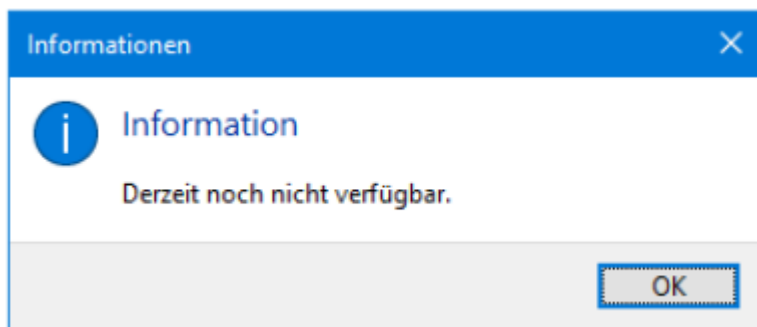 Informationen
Information
Derzeit noch nicht verfügbar.
OK